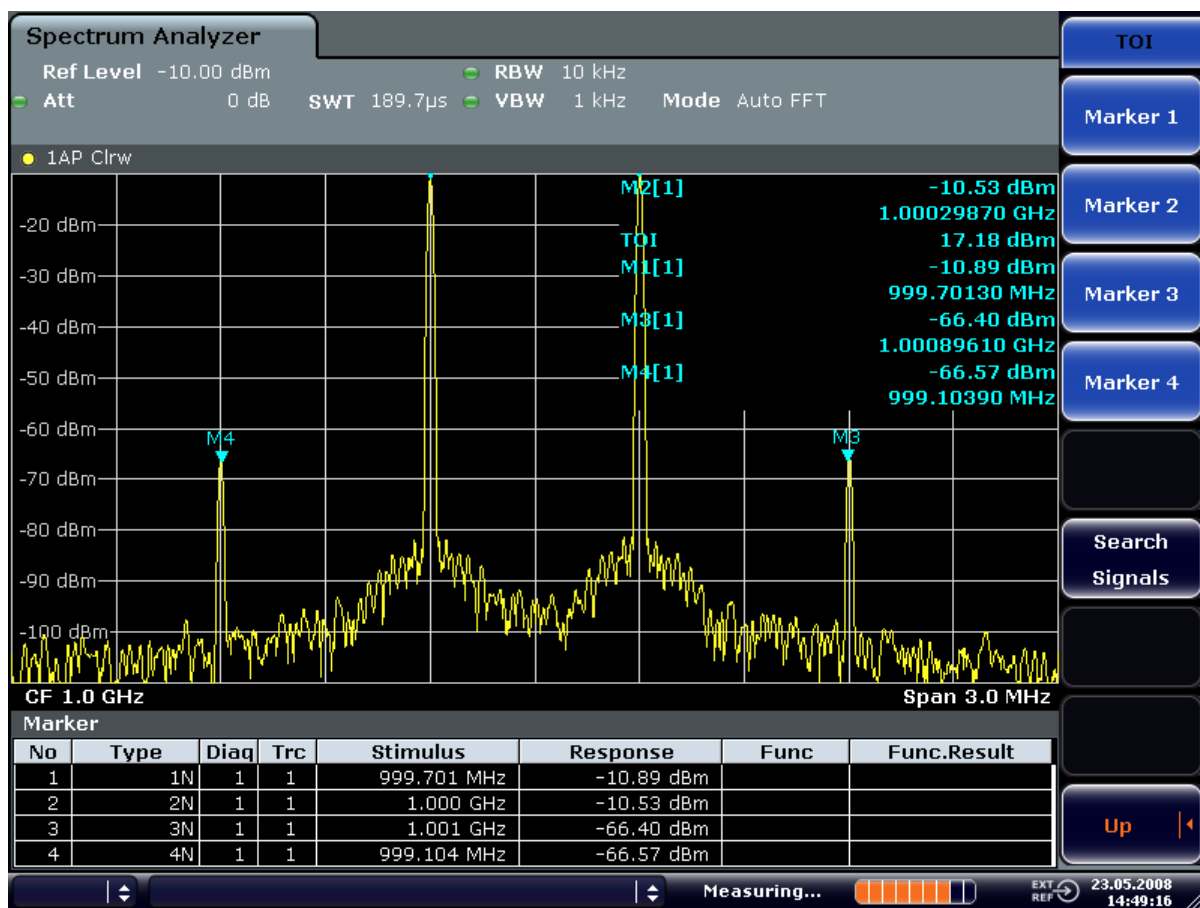 Spectrum Analyzer
Ref Level -10.00 dBm RBW 10 kHz
Att 0 dB SWT 189.7µs VBW 1 kHz Mode Auto FFT
1AP Clrw
M2[1] -10.53 dBm
1.00029870 GHz
TOI 17.18 dBm
M1[1] -10.89 dBm
999.70130 MHz
M3[1] -66.40 dBm
1.00089610 GHz
M4[1] -66.57 dBm
999.10390 MHz
-20 dBm
-30 dBm
-40 dBm
-50 dBm
-60 dBm
-70 dBm
-80 dBm
-90 dBm
-100 dBm
M4
M3
CF 1.0 GHz Span 3.0 MHz
Marker
No Type Diaq Trc Stimulus Response Func Func.Result
1 1N 1 1 999.701 MHz -10.89 dBm
2 2N 1 1 1.000 GHz -10.53 dBm
3 3N 1 1 1.001 GHz -66.40 dBm
4 4N 1 1 999.104 MHz -66.57 dBm
Measuring... EXT REF 23.05.2008
14:49:16
TOI
Marker 1
Marker 2
Marker 3
Marker 4
Search
Signals
Up